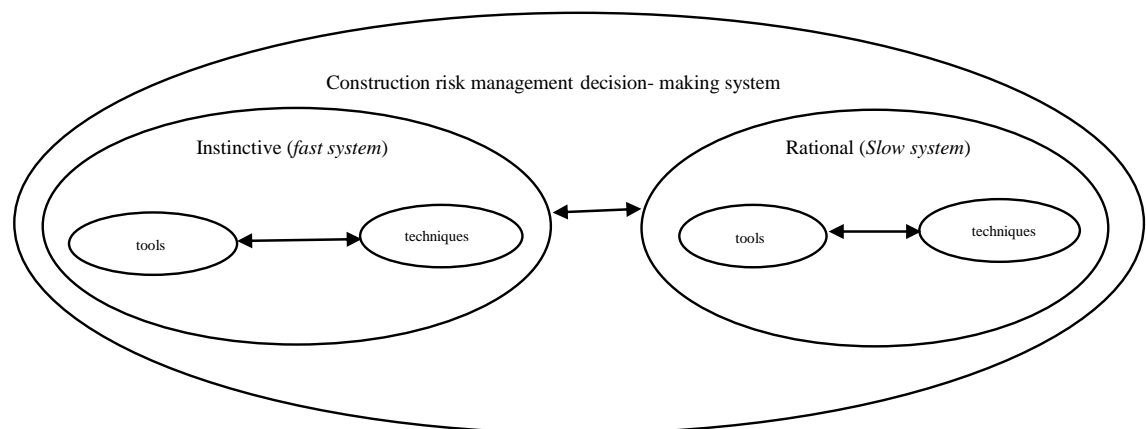 Construction risk management decision- making system
Instinctive (fast system)
Rational (Slow system)
tools
techniques
tools
techniques